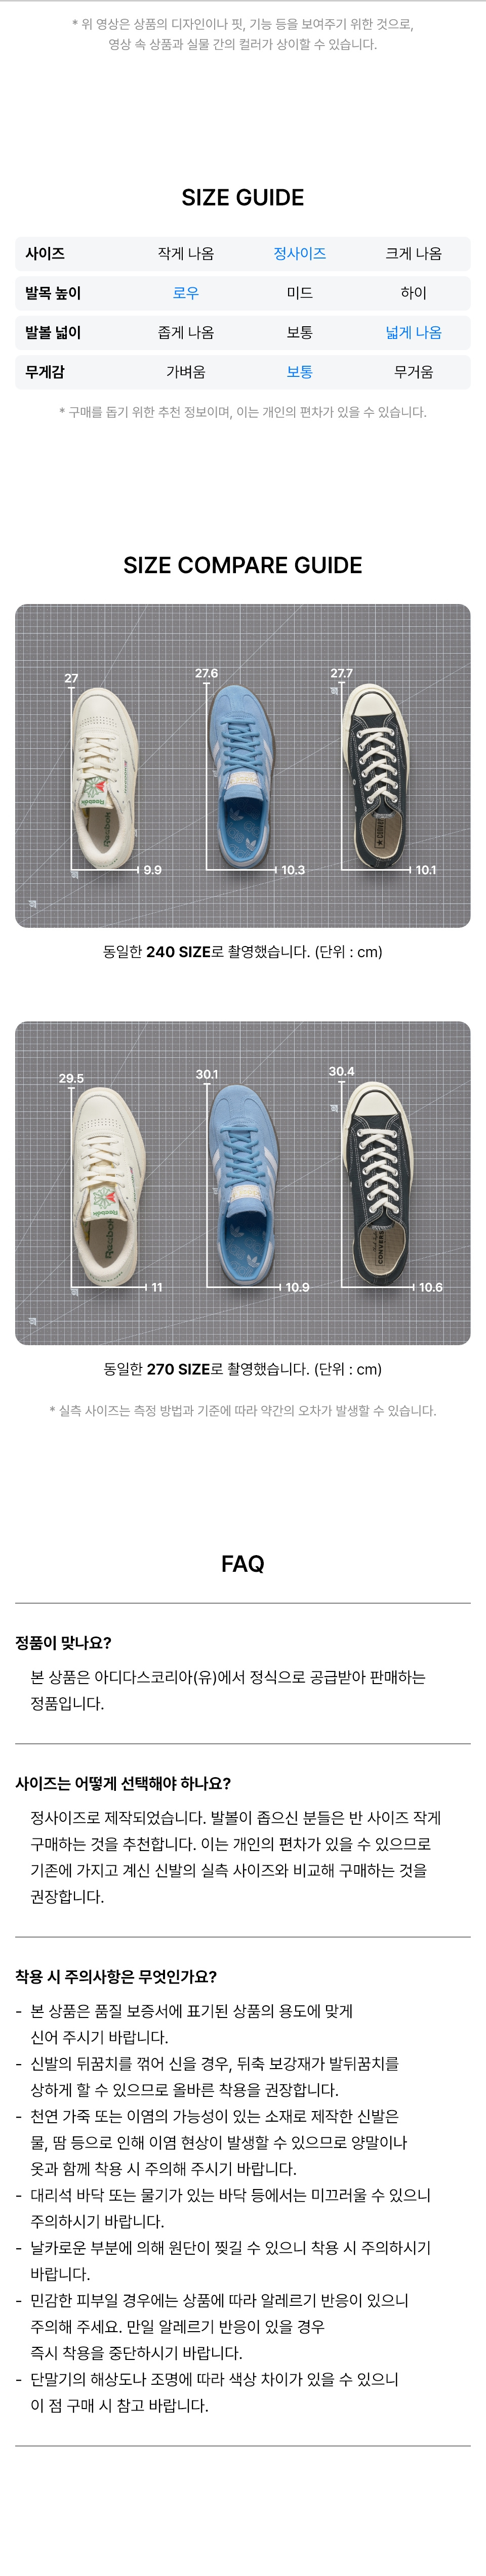 * 위 영상은 상품의 디자인이나 핏, 기능 등을 보여주기 위한 것으로,
영상 속 상품과 실물 간의 컬러가 상이할 수 있습니다.
SIZE GUIDE
사이즈 작게 나옴 정사이즈 크게 나옴
발목 높이 로우 미드 하이
발볼 넓이 좁게 나옴 보통 넓게 나옴
무게감 가벼움 보통 무거움
* 구매를 돕기 위한 추천 정보이며, 이는 개인의 편차가 있을 수 있습니다.
SIZE COMPARE GUIDE
27 27.6 27.7
Reebok
9.9 10.3 10.1
동일한 240 SIZE로 촬영했습니다. (단위 : cm)
29.5 30.1 30.4
Reebok
CONVERS
11 10.9 10.6
동일한 270 SIZE로 촬영했습니다. (단위 : cm)
* 실측 사이즈는 측정 방법과 기준에 따라 약간의 오차가 발생할 수 있습니다.
FAQ
정품이 맞나요?
본 상품은 아디다스코리아(유)에서 정식으로 공급받아 판매하는
정품입니다.
사이즈는 어떻게 선택해야 하나요?
정사이즈로 제작되었습니다. 발볼이 좁으신 분들은 반 사이즈 작게
구매하는 것을 추천합니다. 이는 개인의 편차가 있을 수 있으므로
기존에 가지고 계신 신발의 실측 사이즈와 비교해 구매하는 것을
권장합니다.
착용 시 주의사항은 무엇인가요?
- 본 상품은 품질 보증서에 표기된 상품의 용도에 맞게
신어 주시기 바랍니다.
- 신발의 뒤꿈치를 꺾어 신을 경우, 뒤축 보강재가 발뒤꿈치를
상하게 할 수 있으므로 올바른 착용을 권장합니다.
- 천연 가죽 또는 이염의 가능성이 있는 소재로 제작한 신발은
물, 땀 등으로 인해 이염 현상이 발생할 수 있으므로 양말이나
옷과 함께 착용 시 주의해 주시기 바랍니다.
- 대리석 바닥 또는 물기가 있는 바닥 등에서는 미끄러울 수 있으니
주의하시기 바랍니다.
- 날카로운 부분에 의해 원단이 찢길 수 있으니 착용 시 주의하시기
바랍니다.
- 민감한 피부일 경우에는 상품에 따라 알레르기 반응이 있으니
주의해 주세요. 만일 알레르기 반응이 있을 경우
즉시 착용을 중단하시기 바랍니다.
- 단말기의 해상도나 조명에 따라 색상 차이가 있을 수 있으니
이 점 구매 시 참고 바랍니다.